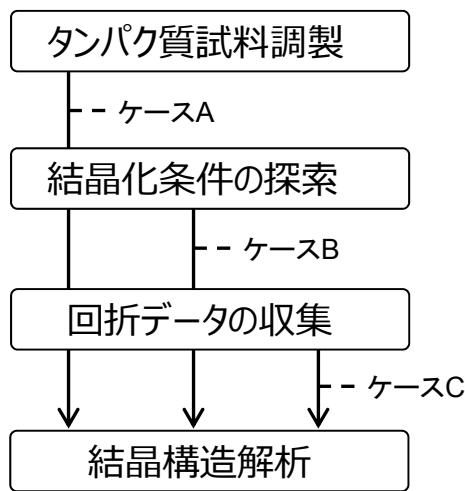 タンパク質試料調製
ケースA
結晶化条件の探索
ケースB
回折データの収集
ケースC
結晶構造解析